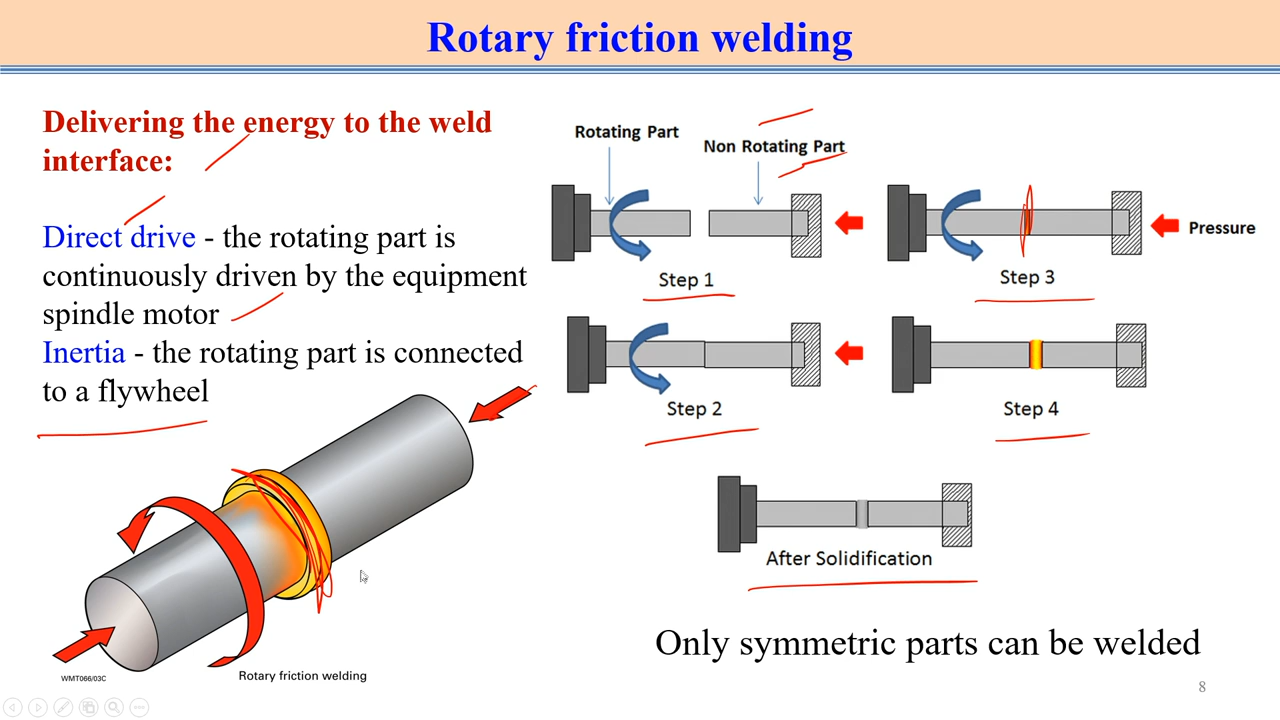 Rotary friction welding
Delivering the energy to the weld
interface:
Direct drive - the rotating part is
continuously driven by the equipment
spindle motor
Inertia - the rotating part is connected
to a flywheel
Rotating Part
Non Rotating Part
Step 1
Pressure
Step 3
Step 2
Step 4
After Solidification
WMT066/03C
Rotary friction welding
Only symmetric parts can be welded
8